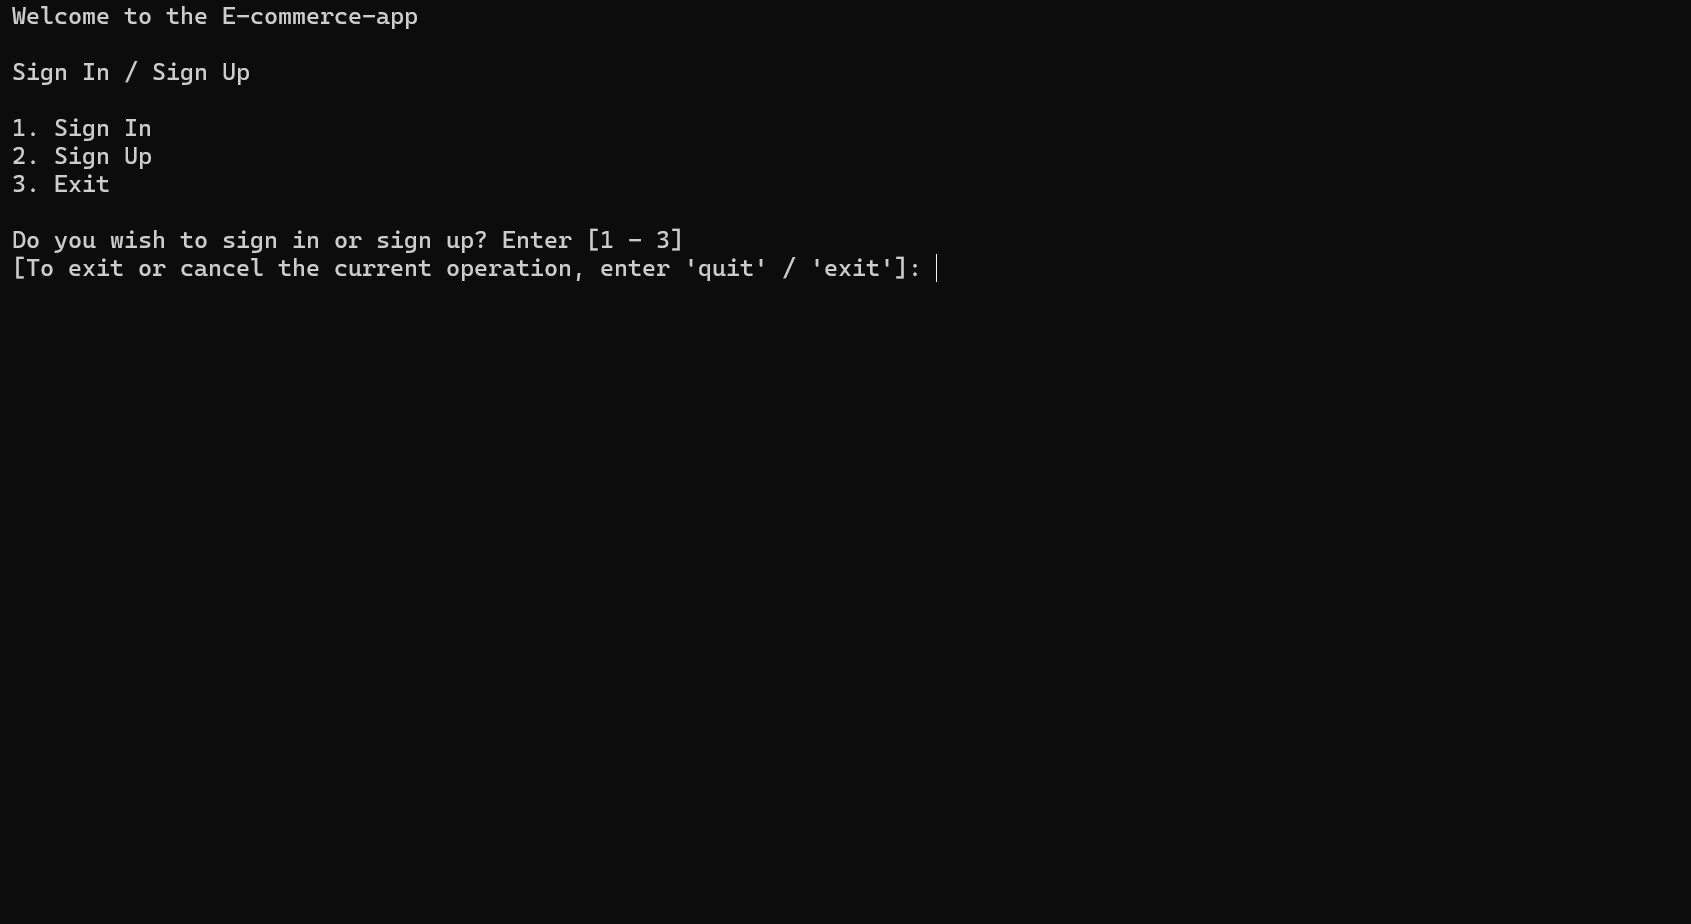 Welcome to the E-commerce-app
Sign In / Sign Up
1. Sign In
2. Sign Up
3. Exit
Do you wish to sign in or sign up? Enter [1 - 3]
[To exit or cancel the current operation, enter 'quit' / 'exit']: